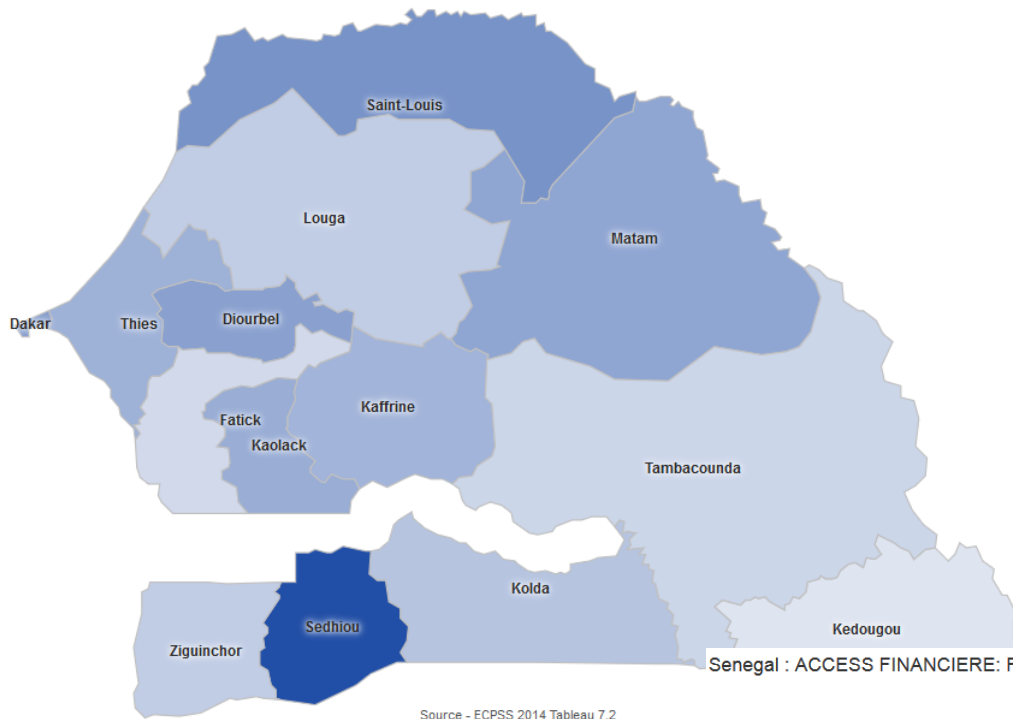 Saint-Louis
Louga
Matam
Dakar
Thies
Diourbel
Kaffrine
Fatick
Kaolack
Tambacounda
Kolda
Sedhiou
Kedougou
Ziguinchor
Senegal : ACCESS FINANCIERE: F
Source - ECPSS 2014 Tableau 7.2